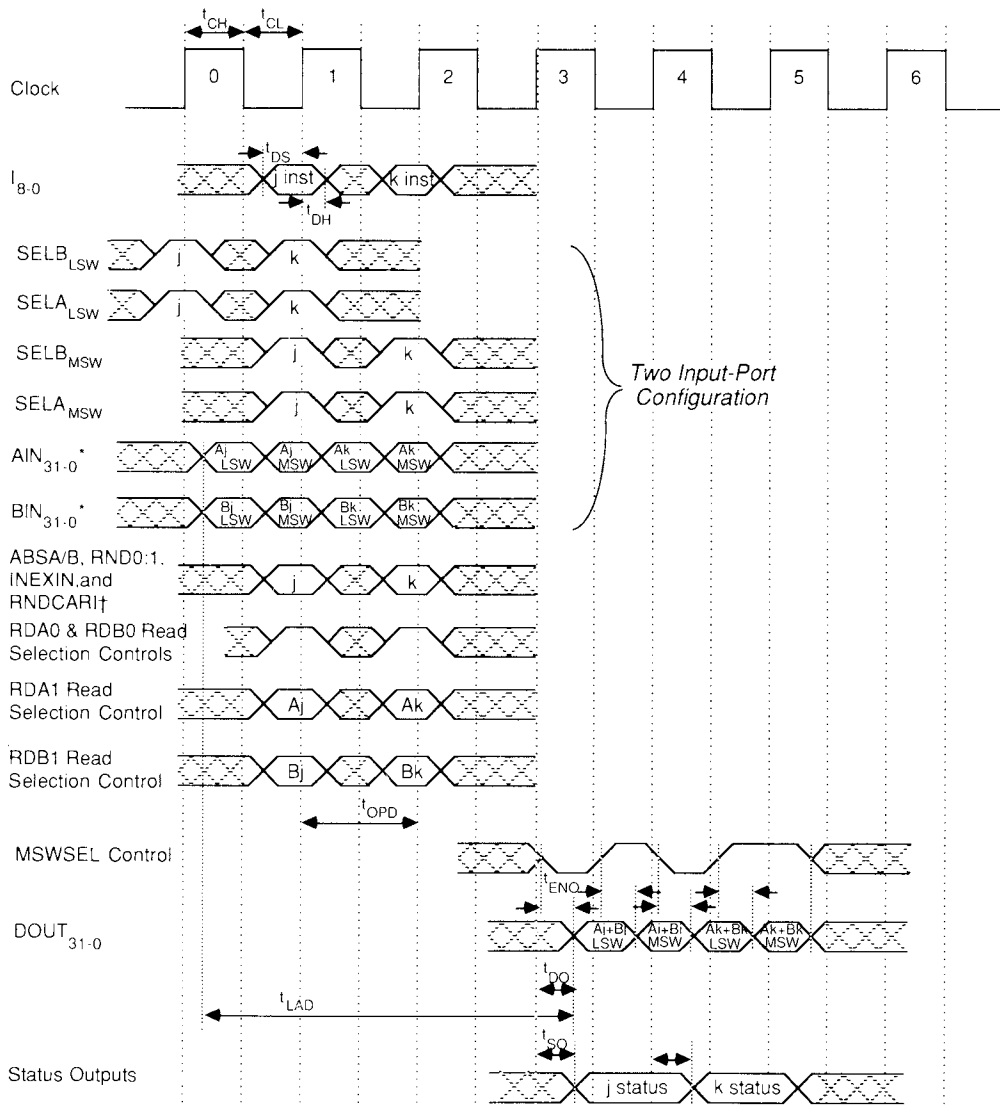 tCH tCL
Clock 0 1 2 3 4 5 6
I8-0 tDS j inst k inst
tDH
SELBLSW j k
SELALSW j k
SELBMSW j k
SELAMSW j k
Two Input-Port
Configuration
AIN31-0* Aj LSW Aj MSW Ak LSW Ak MSW
BIN31-0* Bj LSW Bj MSW Bk LSW Bk MSW
ABSA/B, RND0:1.
INEXIN,and
RNDCARI† j k
RDA0 & RDB0 Read
Selection Controls
RDA1 Read
Selection Control Aj Ak
RDB1 Read
Selection Control Bj Bk
tOPD
MSWSEL Control
tENO
DOUT31-0 Aj+Bj LSW Aj+Bj MSW Ak+Bk LSW Ak+Bk MSW
tDO
tLAD
tSO
Status Outputs j status k status